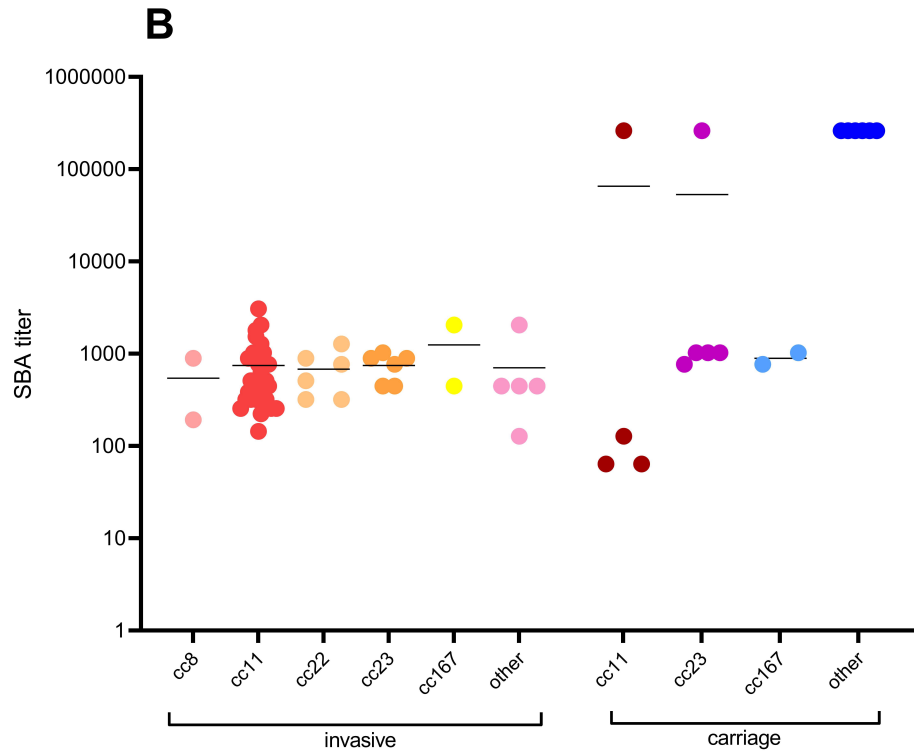 B
1000000
100000
10000
1000
100
10
1
SBA titer
cc8
cc11
cc22
cc23
cc167
other
cc11
cc23
cc167
other
invasive
carriage